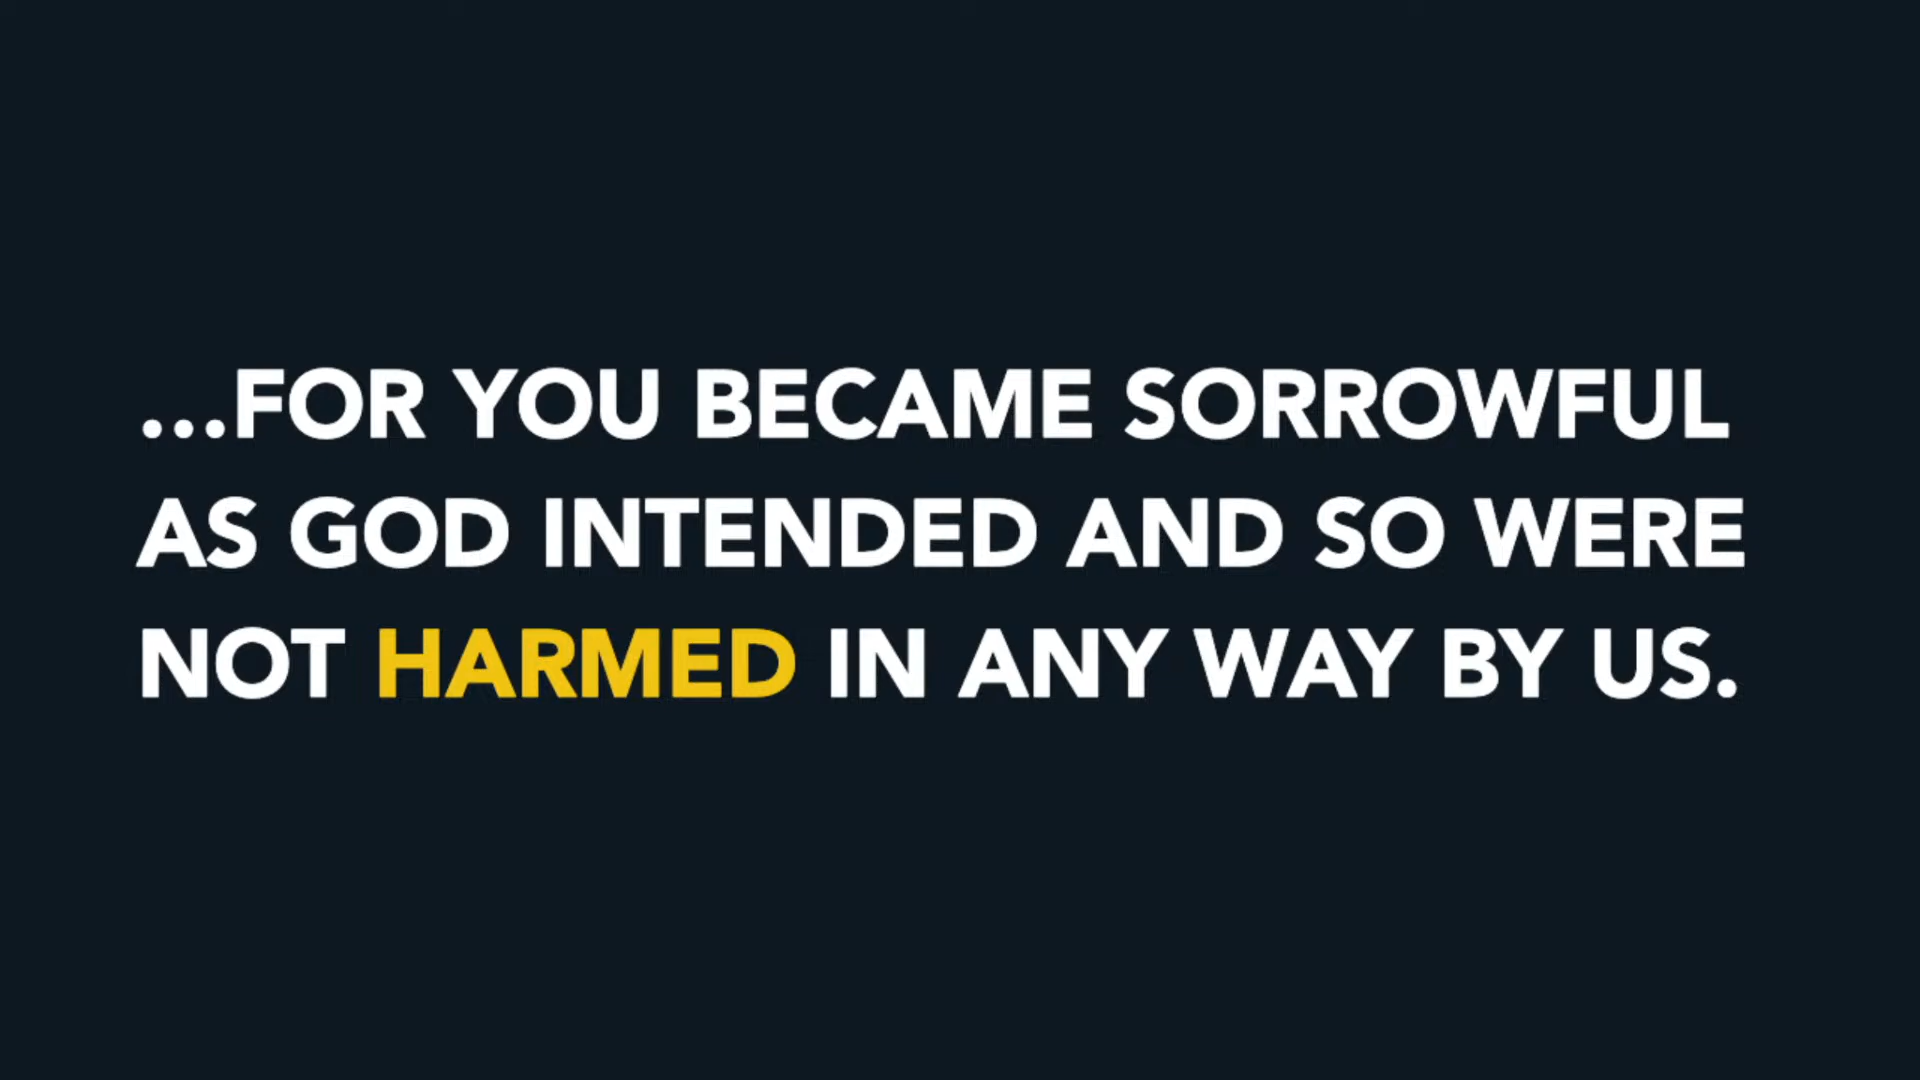 ...FOR YOU BECAME SORROWFUL
AS GOD INTENDED AND SO WERE
NOT HARMED IN ANY WAY BY US.